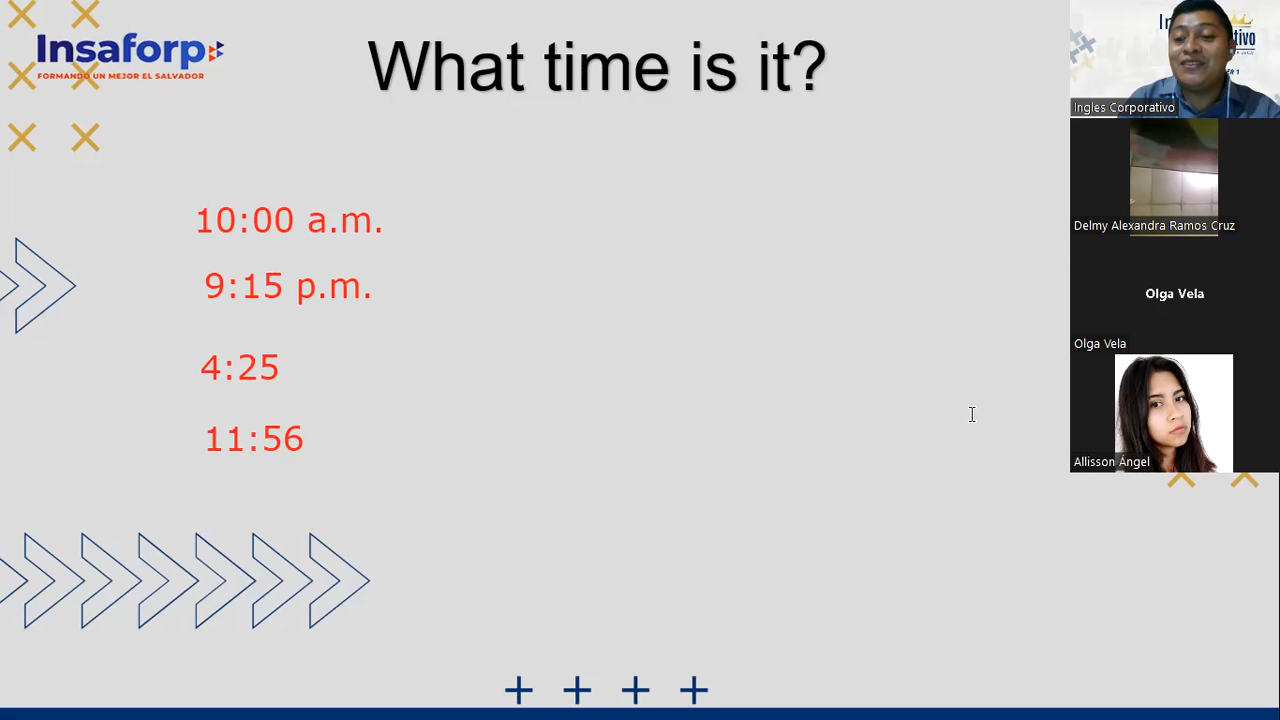 Insaforp
FORMANDO UN MEJOR EL SALVADOR
What time is it?
10:00 a.m.
9:15 p.m.
4:25
11:56
Ingles Corporativo
Delmy Alexandra Ramos Cruz
Olga Vela
Olga Vela
Allisson Ángel